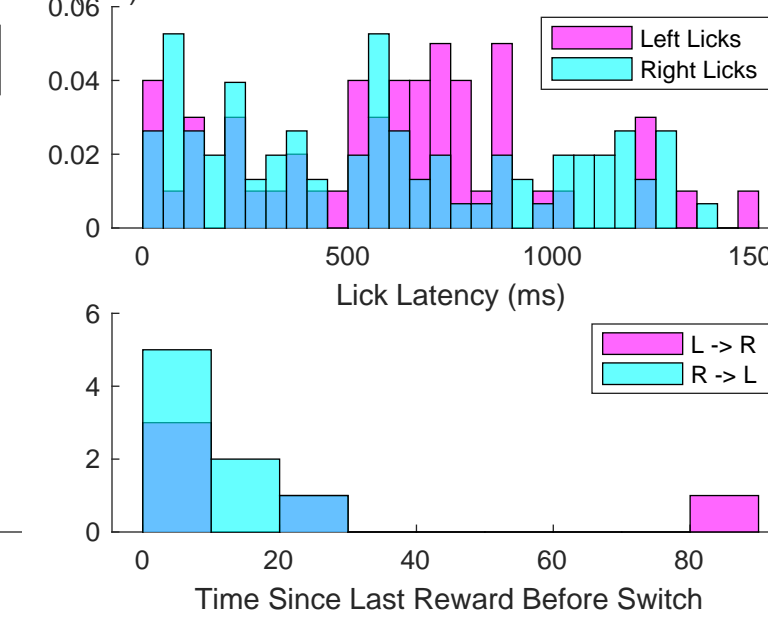 0.06
0.04
0.02
0
0 500 1000
Lick Latency (ms)
Left Licks
Right Licks
6
4
2
0
0 20 40 60 80
Time Since Last Reward Before Switch
L -> R
R -> L